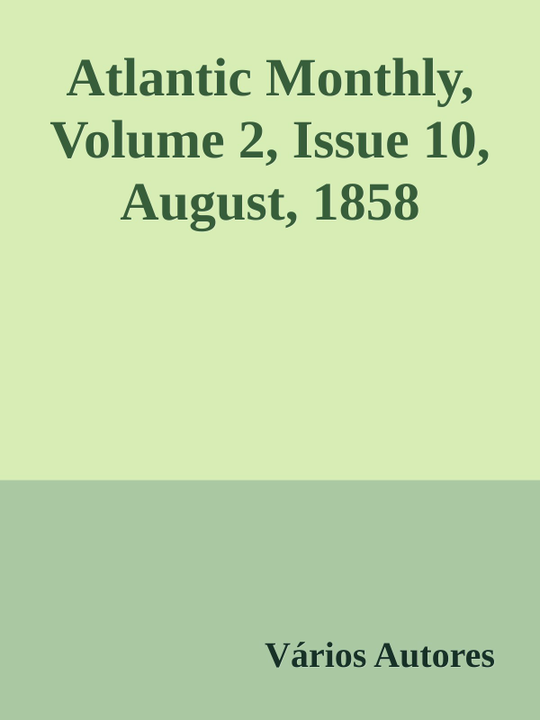 Atlantic Monthly,
Volume 2, Issue 10,
August, 1858
Vários Autores